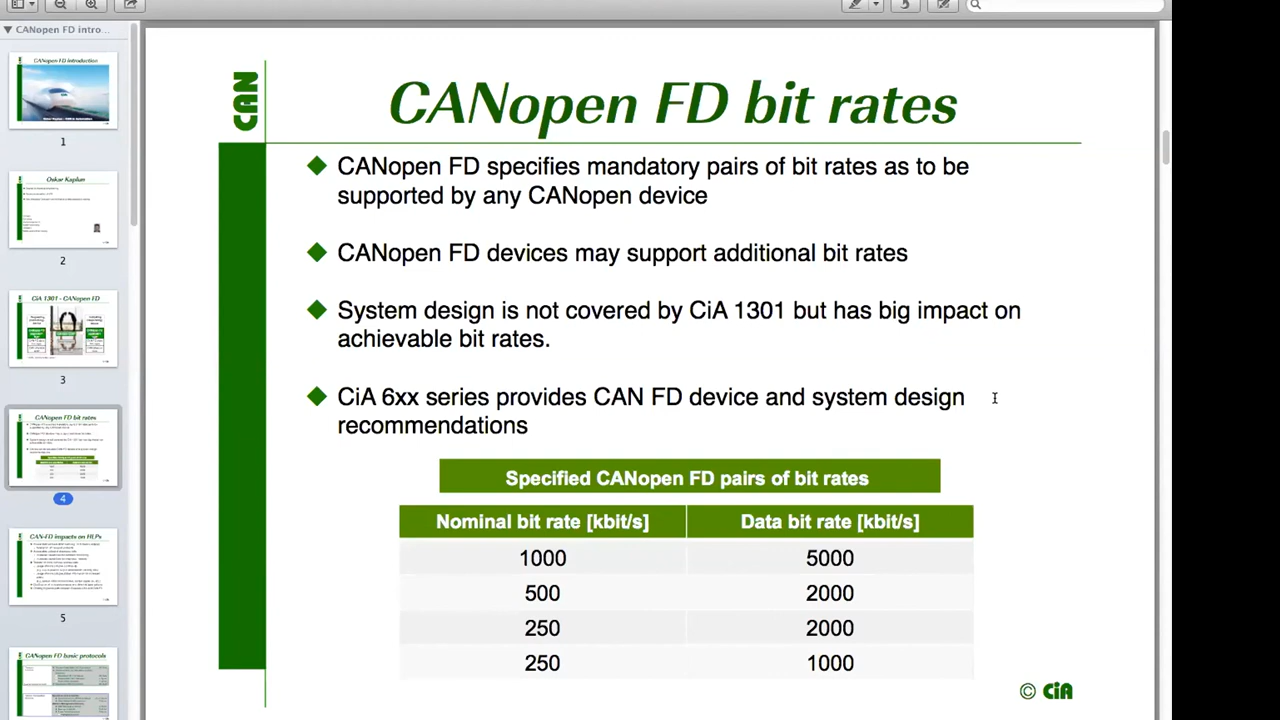 CANopen FD intro...
CANopen FD introduction
1
Oskar Kaplan
2
CiA 1301 - CANopen FD
3
CANopen FD bit rates
4
CAN-FD impacts on HLPs
5
CANopen FD basic protocols
CAN
CANopen FD bit rates
CANopen FD specifies mandatory pairs of bit rates as to be
supported by any CANopen device
CANopen FD devices may support additional bit rates
System design is not covered by CiA 1301 but has big impact on
achievable bit rates.
CiA 6xx series provides CAN FD device and system design
recommendations
Specified CANopen FD pairs of bit rates
Nominal bit rate [kbit/s] Data bit rate [kbit/s]
1000 5000
500 2000
250 2000
250 1000
© CiA